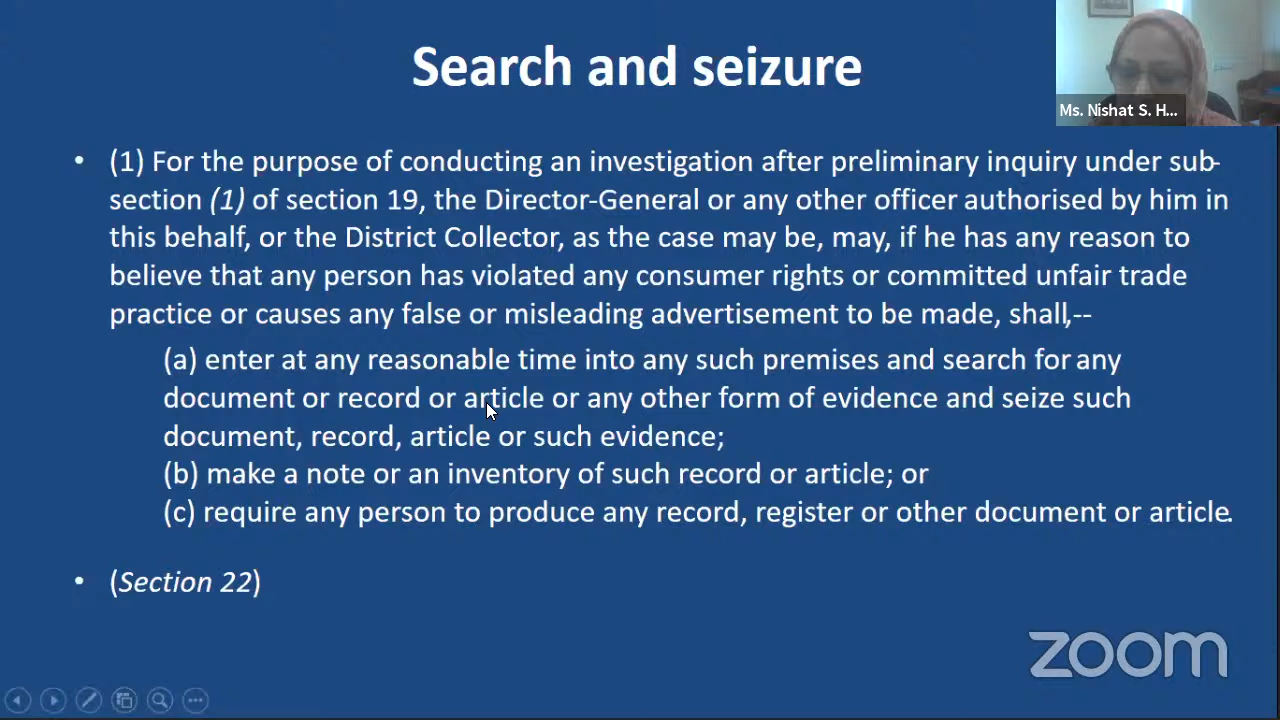 Search and seizure
Ms. Nishat S. H...
• (1) For the purpose of conducting an investigation after preliminary inquiry under sub-
section (1) of section 19, the Director-General or any other officer authorised by him in
this behalf, or the District Collector, as the case may be, may, if he has any reason to
believe that any person has violated any consumer rights or committed unfair trade
practice or causes any false or misleading advertisement to be made, shall,--
(a) enter at any reasonable time into any such premises and search for any
document or record or article or any other form of evidence and seize such
document, record, article or such evidence;
(b) make a note or an inventory of such record or article; or
(c) require any person to produce any record, register or other document or article.
• (Section 22)
zoom